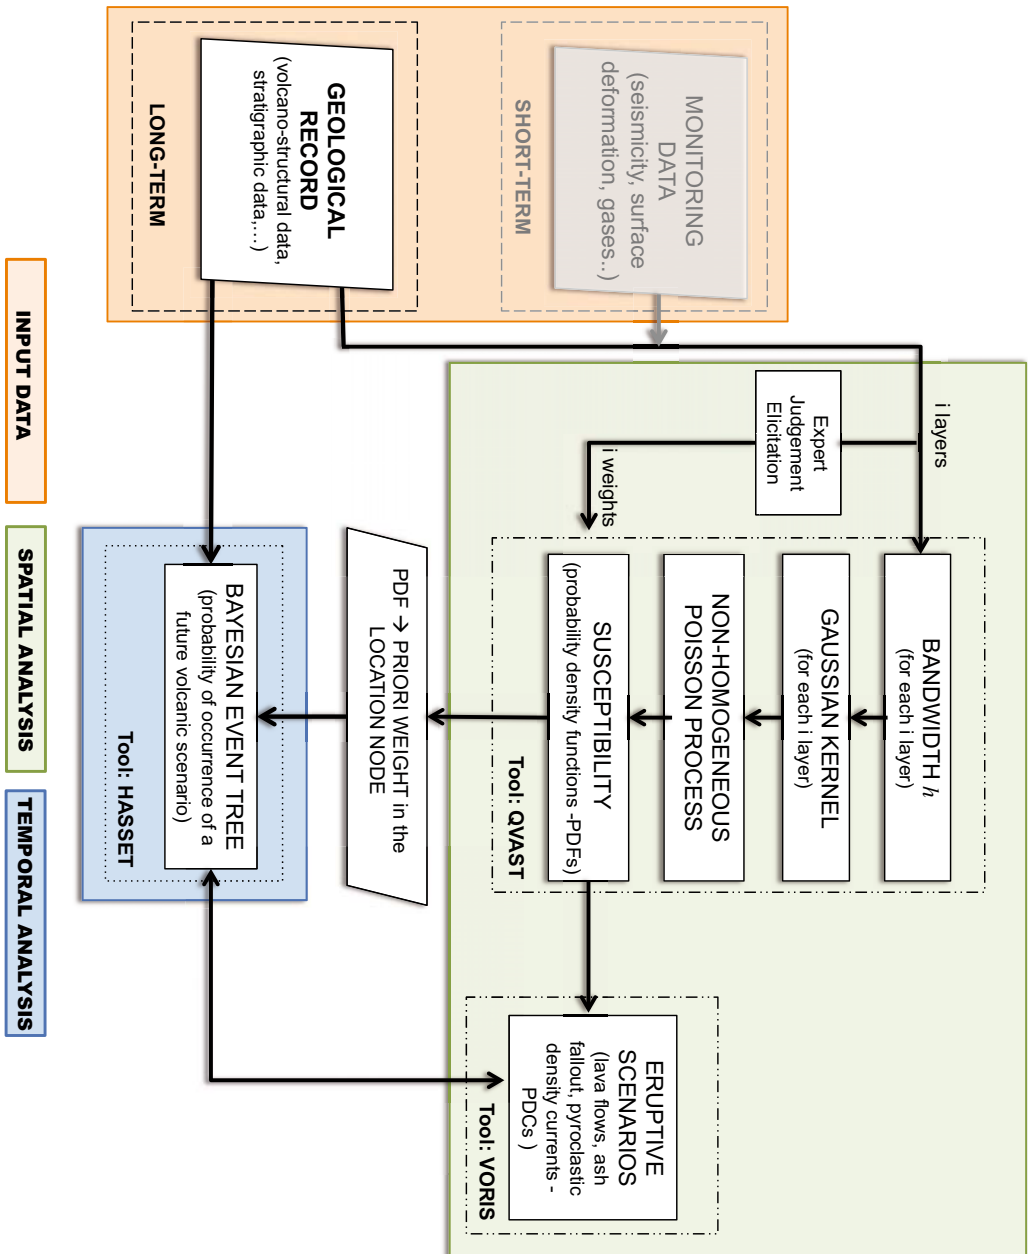 MONITORING
DATA
(seismicity, surface
deformation, gases..)
SHORT-TERM
GEOLOGICAL
RECORD
(volcano-structural data,
stratigraphic data,...)
LONG-TERM
i layers
Expert
Judgement
Elicitation
i weights
BANDWIDTH h
(for each i layer)
GAUSSIAN KERNEL
(for each i layer)
NON-HOMOGENEOUS
POISSON PROCESS
SUSCEPTIBILITY
(probability density functions -PDFs)
Tool: QVAST
ERUPTIVE
SCENARIOS
(lava flows, ash
fallout, pyroclastic
density currents -
PDCs )
Tool: VORIS
PDF → PRIORI WEIGHT in the
LOCATION NODE
BAYESIAN EVENT TREE
(probability of occurrence of a
future volcanic scenario)
Tool: HASSET
INPUT DATA
SPATIAL ANALYSIS
TEMPORAL ANALYSIS